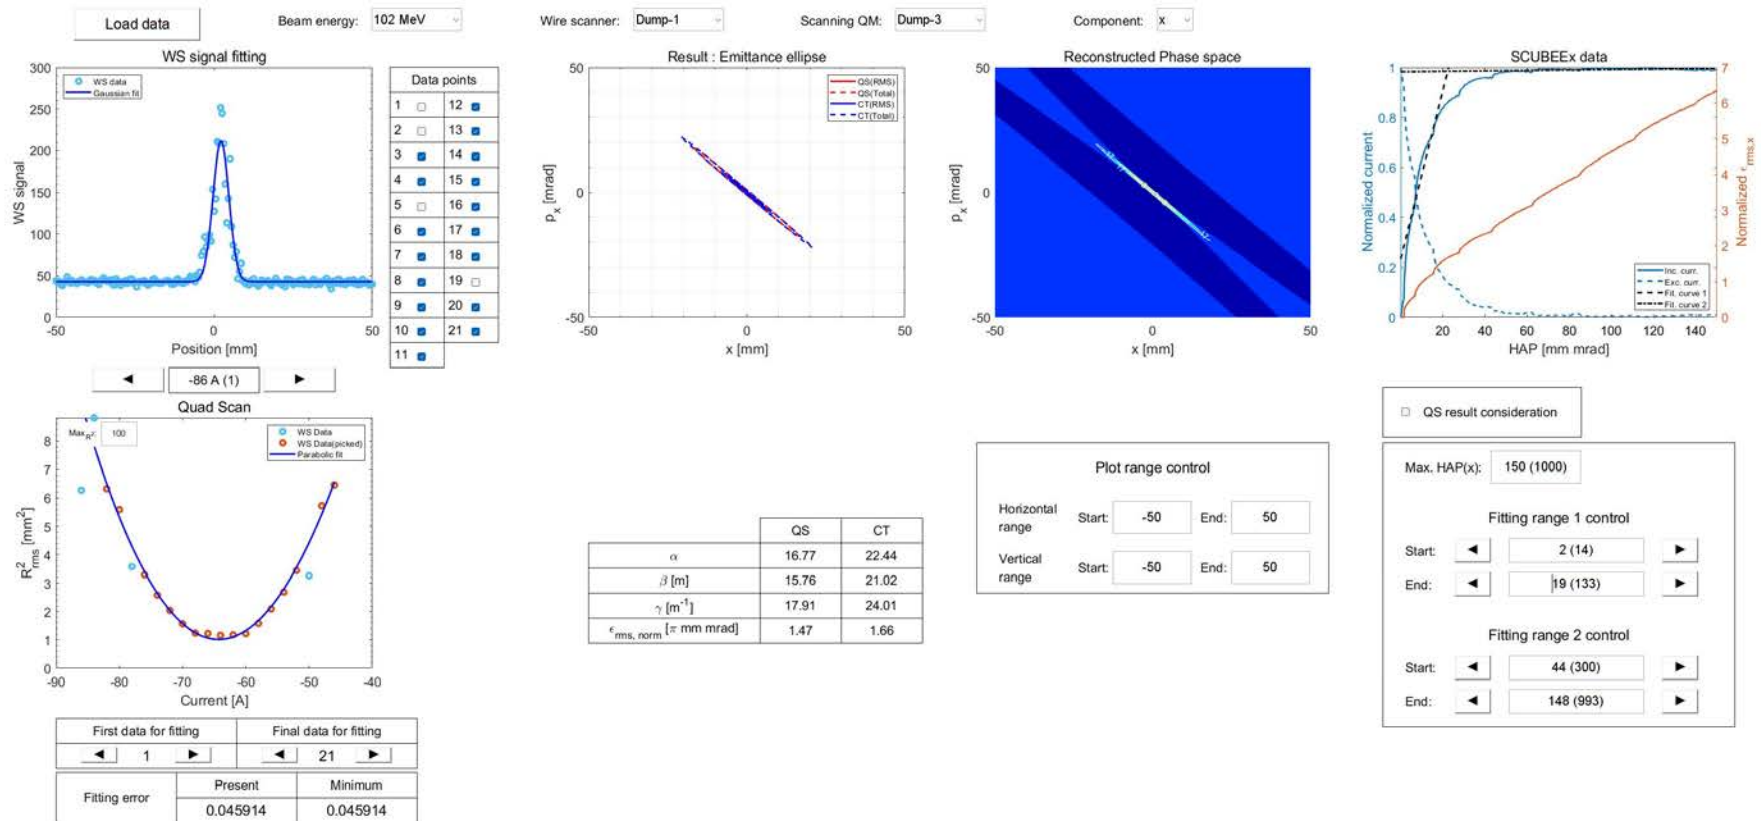 Load data
Beam energy: 102 MeV
Wire scanner: Dump-1
Scanning QM: Dump-3
Component: x
WS signal fitting
WS data
Gaussian fit
300
250
200
150
100
50
0
WS signal
-50 0 50
Position [mm]
Data points
1 12
2 13
3 14
4 15
5 16
6 17
7 18
8 19
9 20
10 21
11
Result : Emittance ellipse
QS(RMS)
QS(Total)
CT(RMS)
CT(Total)
50
0
-50
p_x [mrad]
-50 0 50
x [mm]
Reconstructed Phase space
50
0
-50
p_x [mrad]
-50 0 50
x [mm]
SCUBEEx data
1
0.8
0.6
0.4
0.2
0
Normalized current
7
6
5
4
3
2
1
0
Normalized ϵ_rms,x
Inc. curr.
Exc. curr.
Fit. curve 1
Fit. curve 2
20 40 60 80 100 120 140
HAP [mm mrad]
◄ -86 A (1) ►
Quad Scan
Max_R²: 100
WS Data
WS Data(picked)
Parabolic fit
8
7
6
5
4
3
2
1
0
R²_rms [mm²]
-90 -80 -70 -60 -50 -40
Current [A]
First data for fitting Final data for fitting
◄ 1 ► ◄ 21 ►
Fitting error Present Minimum
0.045914 0.045914
QS CT
α 16.77 22.44
β [m] 15.76 21.02
γ [m⁻¹] 17.91 24.01
ϵ_rms, norm [π mm mrad] 1.47 1.66
Plot range control
Horizontal range Start: -50 End: 50
Vertical range Start: -50 End: 50
QS result consideration
Max. HAP(x): 150 (1000)
Fitting range 1 control
Start: ◄ 2 (14) ►
End: ◄ 19 (133) ►
Fitting range 2 control
Start: ◄ 44 (300) ►
End: ◄ 148 (993) ►